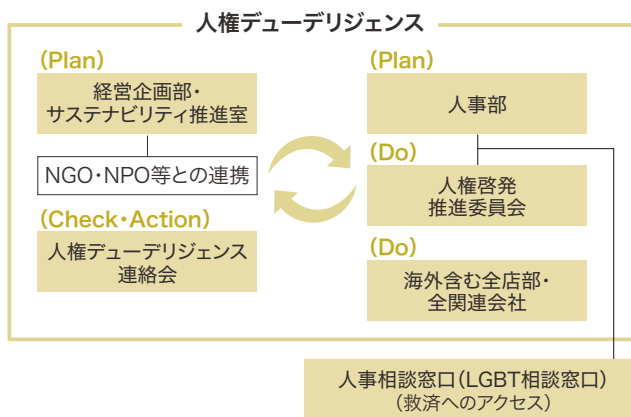 人権デューデリジェンス
(Plan)
経営企画部・
サステナビリティ推進室
NGO・NPO等との連携
(Check・Action)
人権デューデリジェンス
連絡会
(Plan)
人事部
(Do)
人権啓発
推進委員会
(Do)
海外含む全店部・
全関連会社
人事相談窓口(LGBT相談窓口)
(救済へのアクセス)